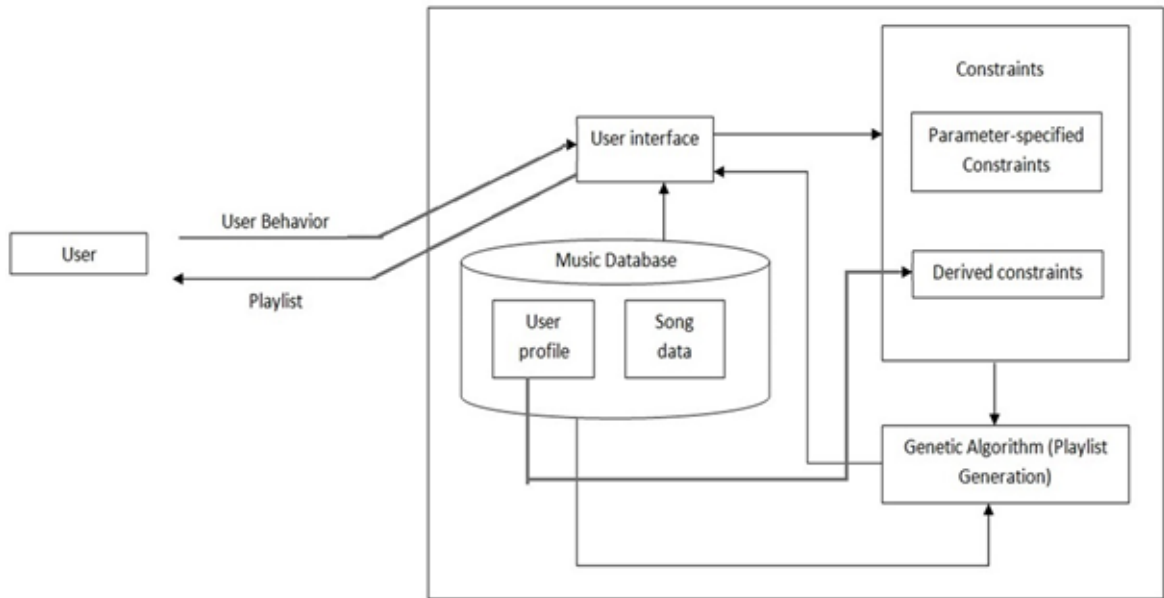 Constraints
User interface
Parameter-specified
Constraints
User Behavior
User
Music Database
Derived constraints
Playlist
User
profile
Song
data
Genetic Algorithm (Playlist
Generation)